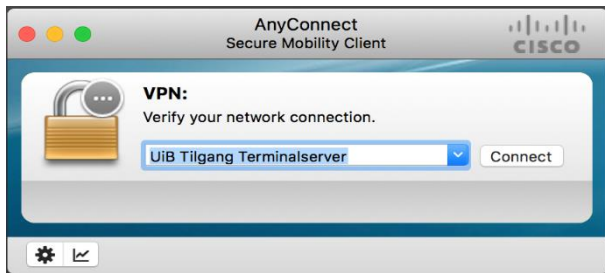 AnyConnect
Secure Mobility Client
CISCO
VPN:
Verify your network connection.
UiB Tilgang Terminalserver
Connect